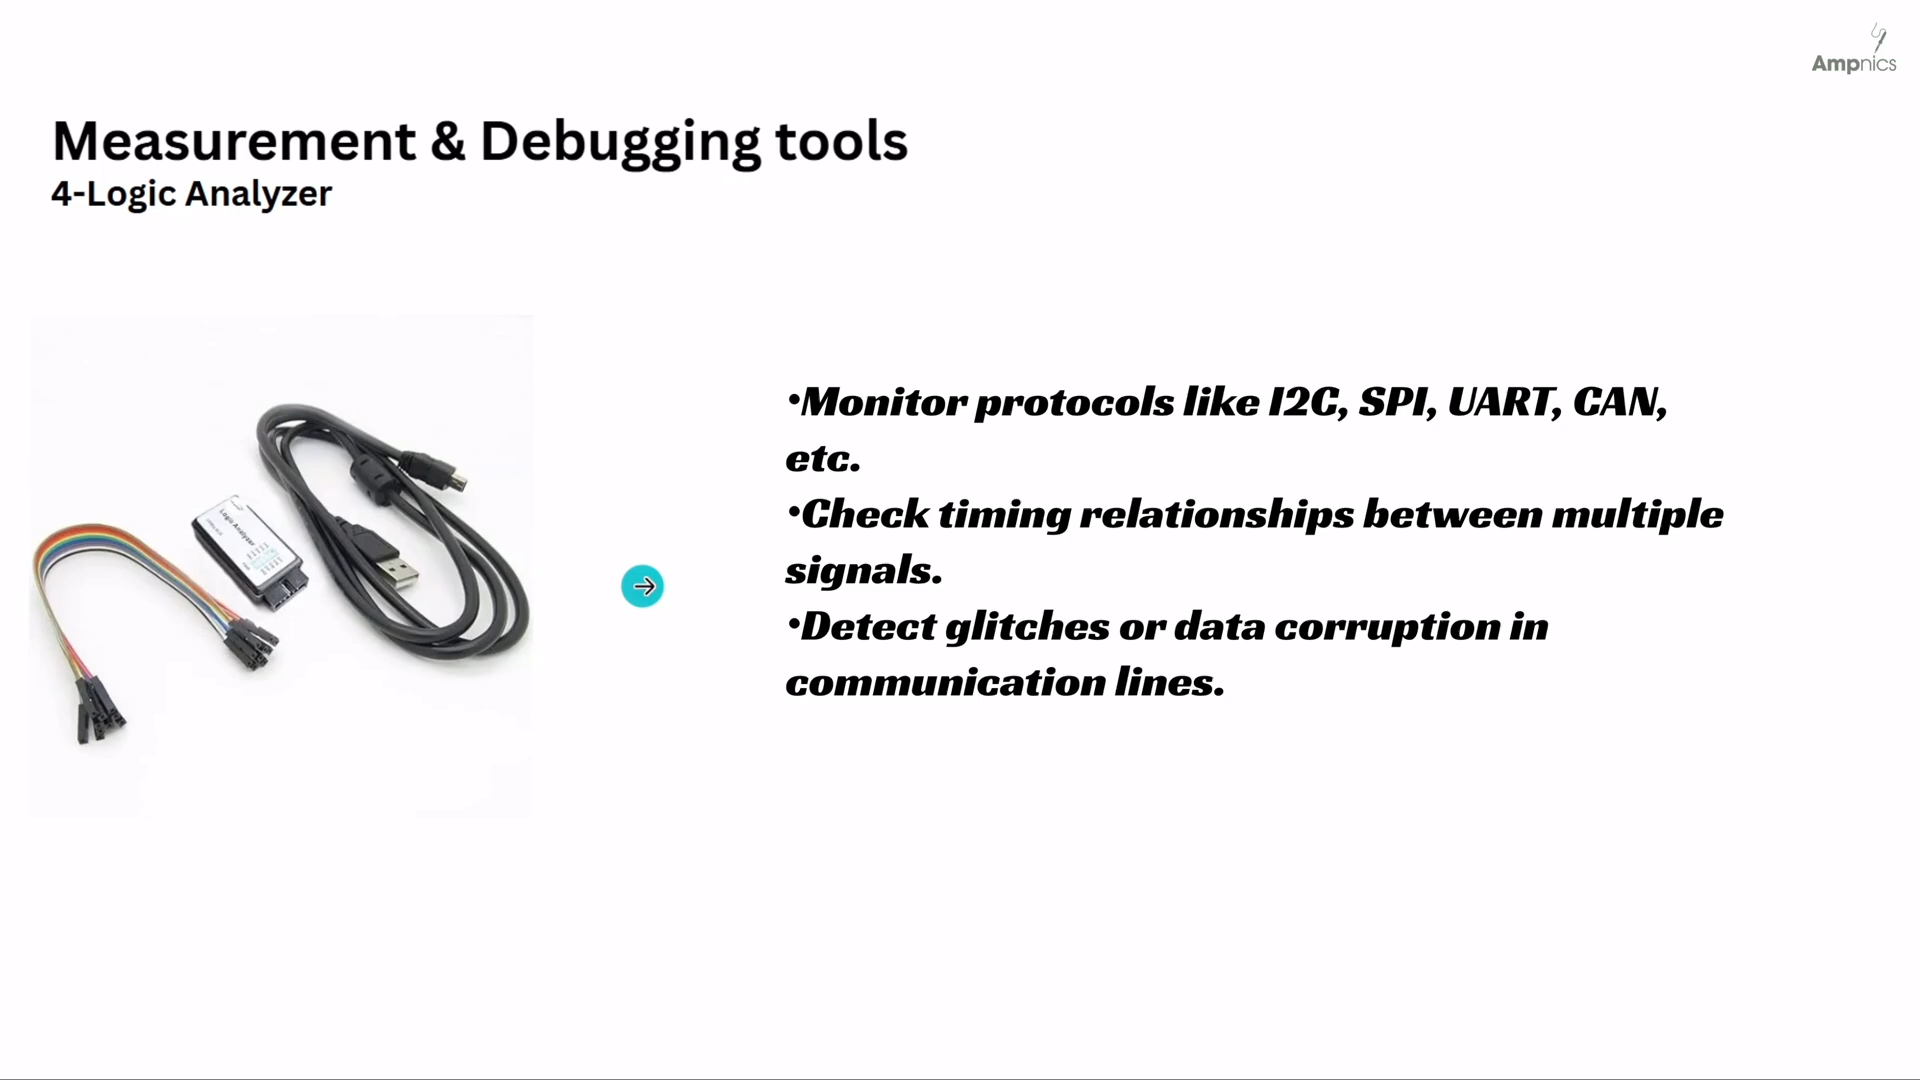 Ampnics
Measurement & Debugging tools
4-Logic Analyzer
Logic Analyzer
•Monitor protocols like I2C, SPI, UART, CAN,
etc.
•Check timing relationships between multiple
signals.
•Detect glitches or data corruption in
communication lines.